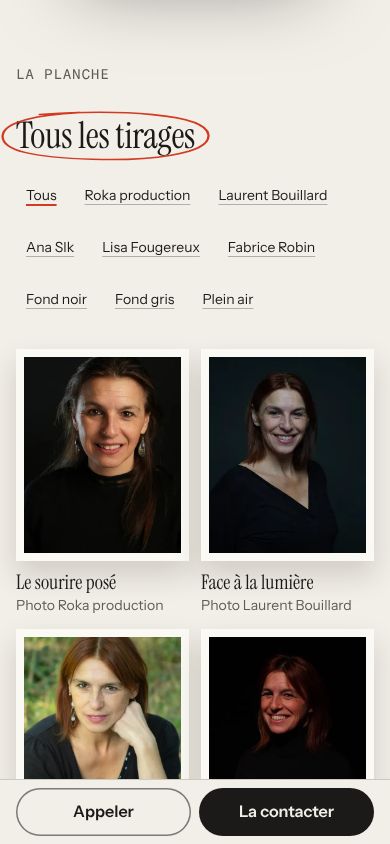 LA PLANCHE
Tous les tirages
Tous Roka production Laurent Bouillard
Ana Slk Lisa Fougereux Fabrice Robin
Fond noir Fond gris Plein air
Le sourire posé Face à la lumière
Photo Roka production Photo Laurent Bouillard
Appeler La contacter